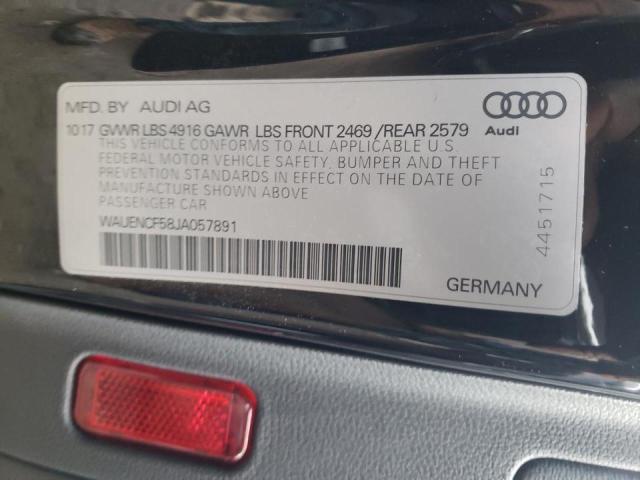 MFD. BY AUDI AG
1017 GVWR LBS 4916 GAWR LBS FRONT 2469 /REAR 2579
Audi
THIS VEHICLE CONFORMS TO ALL APPLICABLE U.S.
FEDERAL MOTOR VEHICLE SAFETY, BUMPER AND THEFT
PREVENTION STANDARDS IN EFFECT ON THE DATE OF
MANUFACTURE SHOWN ABOVE
PASSENGER CAR
WAUENCF58JA057891
4451715
GERMANY